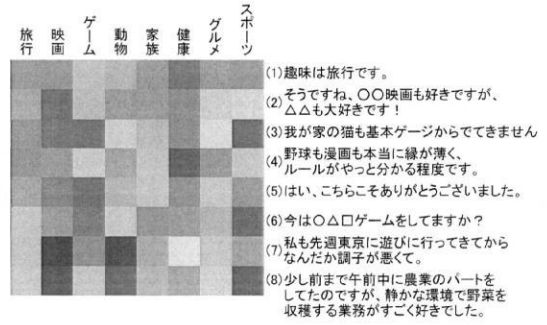 旅行
映画
ゲーム
動物
家族
健康
グルメ
スポーツ
(1)趣味は旅行です。
(2)そうですね、〇〇映画も好きですが、
△△も大好きです！
(3)我が家の猫も基本ゲージからでてきません
(4)野球も漫画も本当に縁が薄く、
ルールがやっと分かる程度です。
(5)はい、こちらこそありがとうございました。
(6)今は〇△□ゲームをしてますか？
(7)私も先週東京に遊びに行ってきてから
なんだか調子が悪くて。
(8)少し前まで午前中に農業のパートを
してたのですが、静かな環境で野菜を
収穫する業務がすごく好きでした。